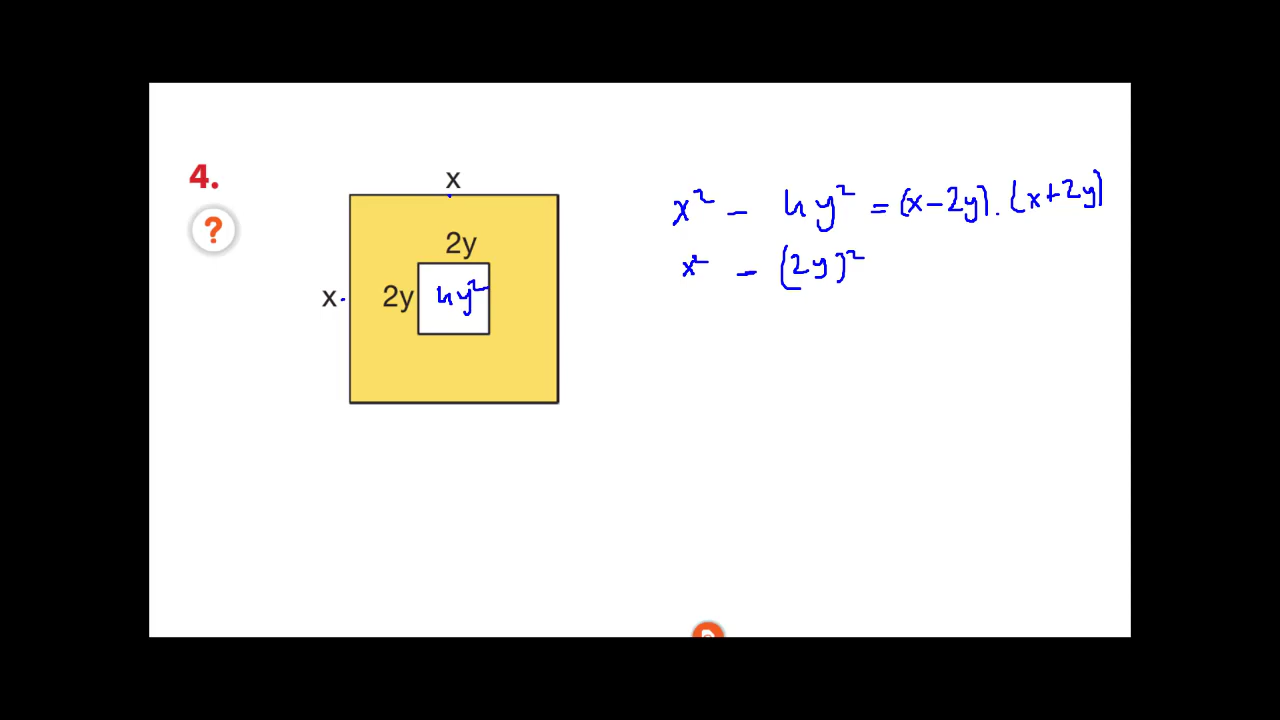 4.
?
x
2y
x
2y
4y²
x² - 4y² = (x-2y).(x+2y)
x² - (2y)²